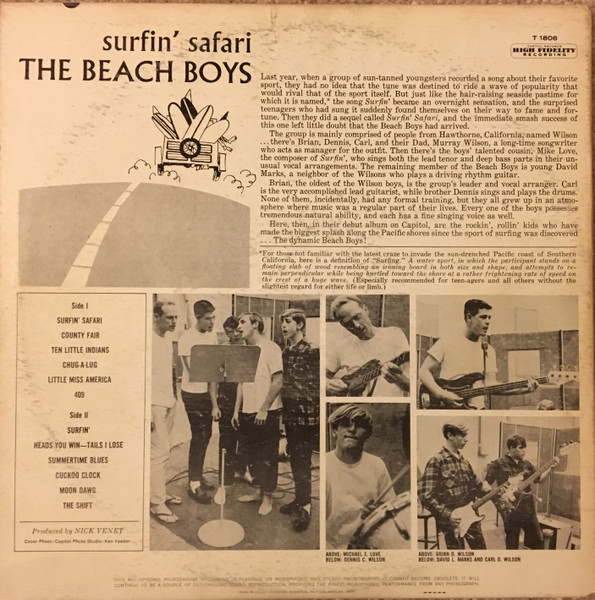 surfin' safari
THE BEACH BOYS
T 1808
HIGH FIDELITY
RECORDING
Last year, when a group of sun-tanned youngsters recorded a song about their favorite
sport, they had no idea that the tune was destined to ride a wave of popularity that
would rival that of the sport itself. But just like the hair-raising seaside pastime for
which it is named,* the song Surfin' became an overnight sensation, and the surprised
teenagers who had sung it suddenly found themselves on their way to fame and for-
tune. Then they did a sequel called Surfin' Safari, and the immediate smash success of
this one left little doubt that the Beach Boys had arrived.
The group is mainly comprised of people from Hawthorne, California, named Wilson
...there's Brian, Dennis, Carl, and their Dad, Murray Wilson, a long-time songwriter
who acts as manager for the outfit. Then there's the boys' talented cousin, Mike Love,
the composer of Surfin', who sings both the lead tenor and deep bass parts in their un-
usual vocal arrangements. The remaining member of the Beach Boys is young David
Marks, a neighbor of the Wilsons who plays a driving rhythm guitar.
Brian, the oldest of the Wilson boys, is the group's leader and vocal arranger. Carl
is the very accomplished lead guitarist, while brother Dennis sings and plays the drums.
None of them, incidentally, had any formal training, but they all grew up in an atmo-
sphere where music was a regular part of their lives. Every one of the boys possesses
tremendous natural ability, and each has a fine singing voice as well.
Here, then, in their debut album on Capitol, are the rockin', rollin' kids who have
made the biggest splash along the Pacific shores since the sport of surfing was discovered
...The dynamic Beach Boys!
*For those not familiar with the latest craze to invade the sun-drenched Pacific coast of Southern
California, here is a definition of "Surfing." A water sport, in which the participant stands on a
floating slab of wood resembling an ironing board in both size and shape, and attempts to re-
main perpendicular while being hurtled toward the shore at a rather frightening rate of speed on
the crest of a huge wave. (Especially recommended for teen-agers and all others without the
slightest regard for either life or limb.)
Side I
SURFIN' SAFARI
COUNTY FAIR
TEN LITTLE INDIANS
CHUG-A-LUG
LITTLE MISS AMERICA
409
Side II
SURFIN'
HEADS YOU WIN—TAILS I LOSE
SUMMERTIME BLUES
CUCKOO CLOCK
MOON DAWG
THE SHIFT
Produced by NICK VENET
Cover Photo: Capitol Photo Studio: Ken Veeder
ABOVE: MICHAEL E. LOVE
BELOW: DENNIS C. WILSON
ABOVE: BRIAN D. WILSON
BELOW: DAVID L. MARKS AND CARL D. WILSON